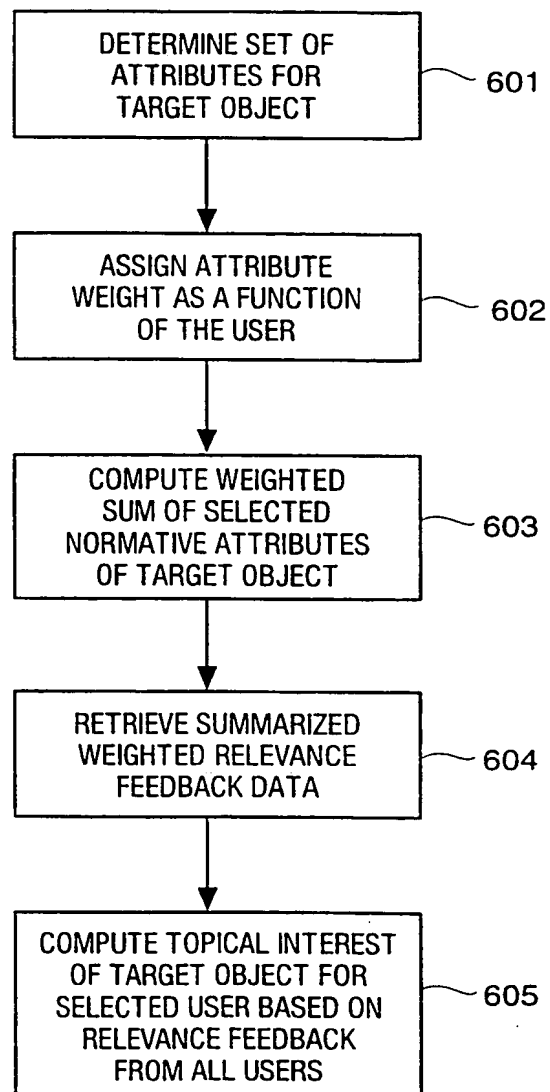 DETERMINE SET OF
ATTRIBUTES FOR
TARGET OBJECT
601
ASSIGN ATTRIBUTE
WEIGHT AS A FUNCTION
OF THE USER
602
COMPUTE WEIGHTED
SUM OF SELECTED
NORMATIVE ATTRIBUTES
OF TARGET OBJECT
603
RETRIEVE SUMMARIZED
WEIGHTED RELEVANCE
FEEDBACK DATA
604
COMPUTE TOPICAL INTEREST
OF TARGET OBJECT FOR
SELECTED USER BASED ON
RELEVANCE FEEDBACK
FROM ALL USERS
605